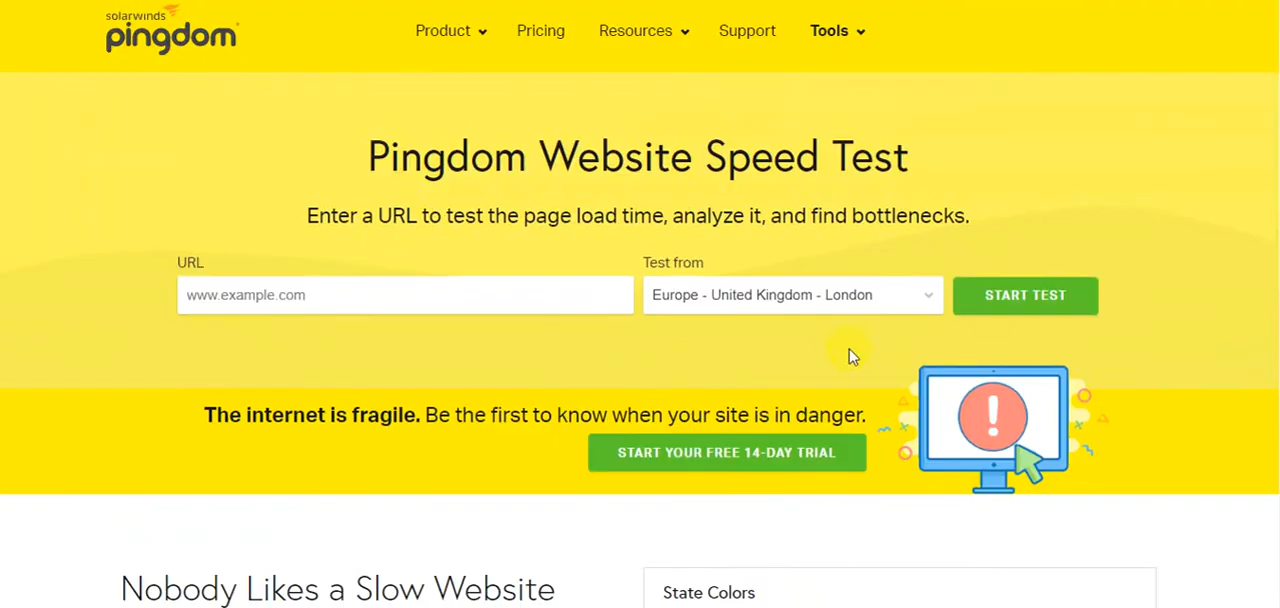 solarwinds
pingdom
Product Pricing Resources Support Tools
Pingdom Website Speed Test
Enter a URL to test the page load time, analyze it, and find bottlenecks.
URL Test from
www.example.com Europe - United Kingdom - London START TEST
The internet is fragile. Be the first to know when your site is in danger.
START YOUR FREE 14-DAY TRIAL
Nobody Likes a Slow Website
State Colors